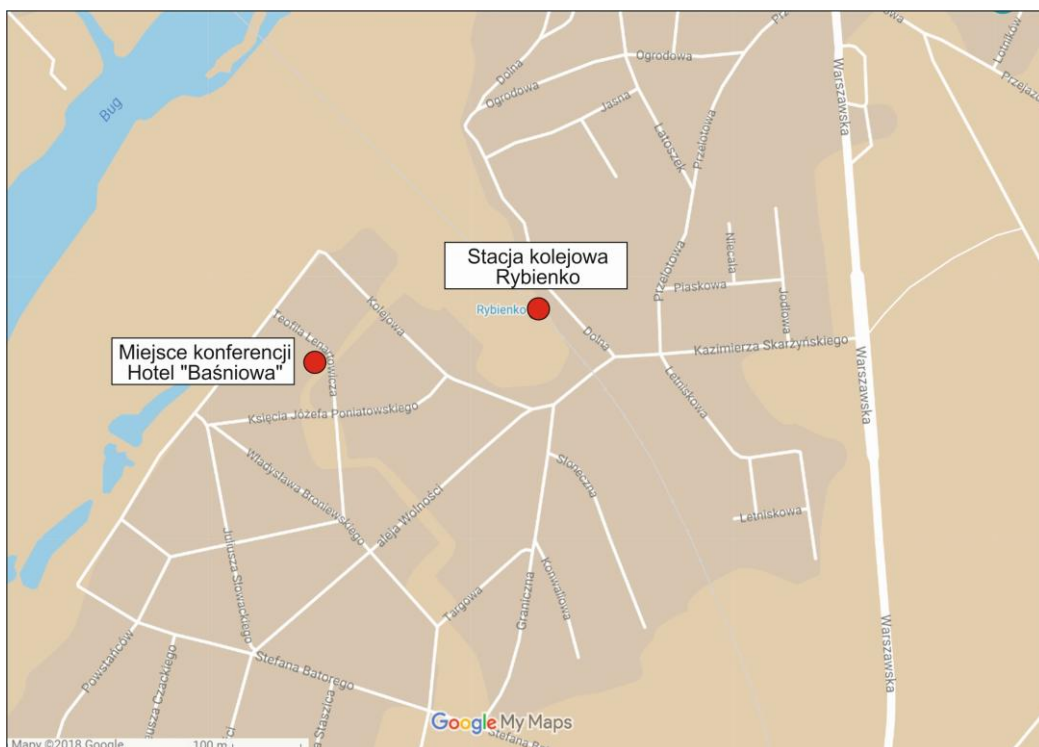 Dolna
Ogrodowa
Ogrodowa
Jasna
Latoszek
Przelotowa
Warszawska
Lotników
Bug
Stacja kolejowa
Rybienko
Rybienko
Przelotowa
Niecała
Piaskowa
Jodłowa
Kolejowa
Dolna
Kazimierza Skarżyńskiego
Miejsce konferencji
Hotel "Baśniowa"
Księcia Józefa Poniatowskiego
Letniskowa
Warszawska
Władysława Broniewskiego
Słoneczna
aleja Wolności
Letniskowa
Juliusza Słowackiego
Targowa
Graniczna
Konwaliowa
Warszawska
Powstańców
Stefana Batorego
Google My Maps
Mapy ©2018 Google
100 m